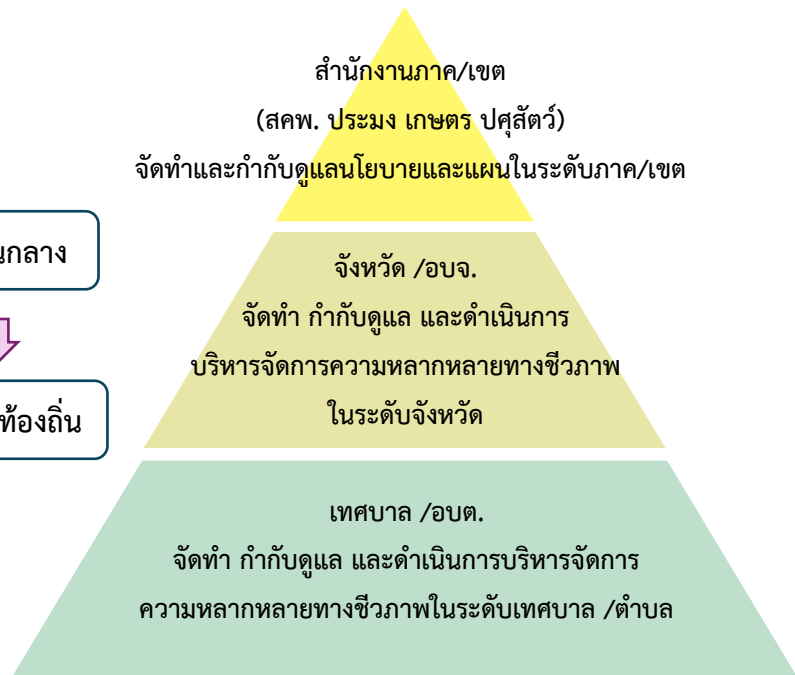 สำนักงานภาค/เขต
(สคพ. ประมง เกษตร ปศุสัตว์)
จัดทำและกำกับดูแลนโยบายและแผนในระดับภาค/เขต
นกลาง
จังหวัด /อบจ.
จัดทำ กำกับดูแล และดำเนินการ
บริหารจัดการความหลากหลายทางชีวภาพ
ในระดับจังหวัด
ท้องถิ่น
เทศบาล /อบต.
จัดทำ กำกับดูแล และดำเนินการบริหารจัดการ
ความหลากหลายทางชีวภาพในระดับเทศบาล /ตำบล